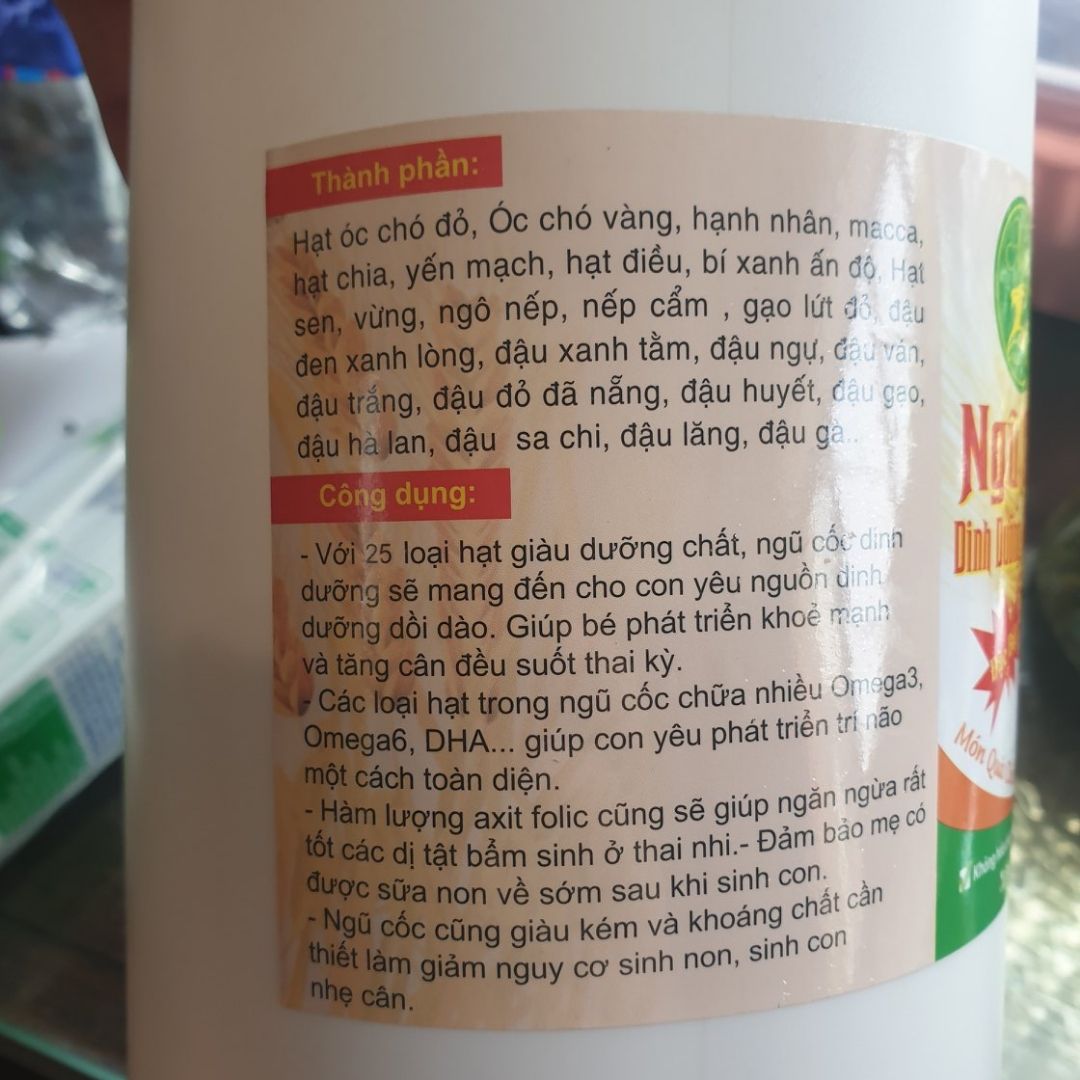 Thành phần:
Hạt óc chó đỏ, Óc chó vàng, hạnh nhân, macca,
hạt chia, yến mạch, hạt điều, bí xanh ấn độ, Hạt
sen, vừng, ngô nếp, nếp cẩm , gạo lứt đỏ, đậu
đen xanh lòng, đậu xanh tằm, đậu ngự, đậu ván,
đậu trắng, đậu đỏ đã nẵng, đậu huyết, đậu gạo,
đậu hà lan, đậu sa chi, đậu lăng, đậu gà..
Công dụng:
- Với 25 loại hạt giàu dưỡng chất, ngũ cốc dinh
dưỡng sẽ mang đến cho con yêu nguồn dinh
dưỡng dồi dào. Giúp bé phát triển khoẻ mạnh
và tăng cân đều suốt thai kỳ.
- Các loại hạt trong ngũ cốc chữa nhiều Omega3,
Omega6, DHA... giúp con yêu phát triển trí não
một cách toàn diện.
- Hàm lượng axit folic cũng sẽ giúp ngăn ngừa rất
tốt các dị tật bẩm sinh ở thai nhi.- Đảm bảo mẹ có
được sữa non về sớm sau khi sinh con.
- Ngũ cốc cũng giàu kém và khoáng chất cần
thiết làm giảm nguy cơ sinh non, sinh con
nhẹ cân.
Ngũ
Dinh Dưỡng
Món Quà
Không